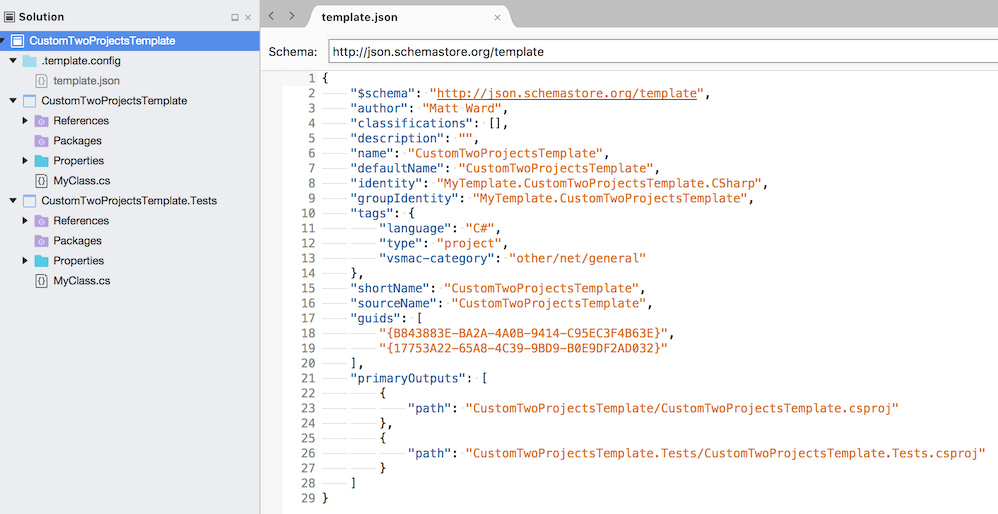 Solution
CustomTwoProjectsTemplate
.template.config
template.json
CustomTwoProjectsTemplate
References
Packages
Properties
MyClass.cs
CustomTwoProjectsTemplate.Tests
References
Packages
Properties
MyClass.cs
template.json
Schema: http://json.schemastore.org/template
1 {
2 "$schema": "http://json.schemastore.org/template",
3 "author": "Matt Ward",
4 "classifications": [],
5 "description": "",
6 "name": "CustomTwoProjectsTemplate",
7 "defaultName": "CustomTwoProjectsTemplate",
8 "identity": "MyTemplate.CustomTwoProjectsTemplate.CSharp",
9 "groupIdentity": "MyTemplate.CustomTwoProjectsTemplate",
10 "tags": {
11 "language": "C#",
12 "type": "project",
13 "vsmac-category": "other/net/general"
14 },
15 "shortName": "CustomTwoProjectsTemplate",
16 "sourceName": "CustomTwoProjectsTemplate",
17 "guids": [
18 "{B843883E-BA2A-4A0B-9414-C95EC3F4B63E}",
19 "{17753A22-65A8-4C39-9BD9-B0E9DF2AD032}"
20 ],
21 "primaryOutputs": [
22 {
23 "path": "CustomTwoProjectsTemplate/CustomTwoProjectsTemplate.csproj"
24 },
25 {
26 "path": "CustomTwoProjectsTemplate.Tests/CustomTwoProjectsTemplate.Tests.csproj"
27 }
28 ]
29 }